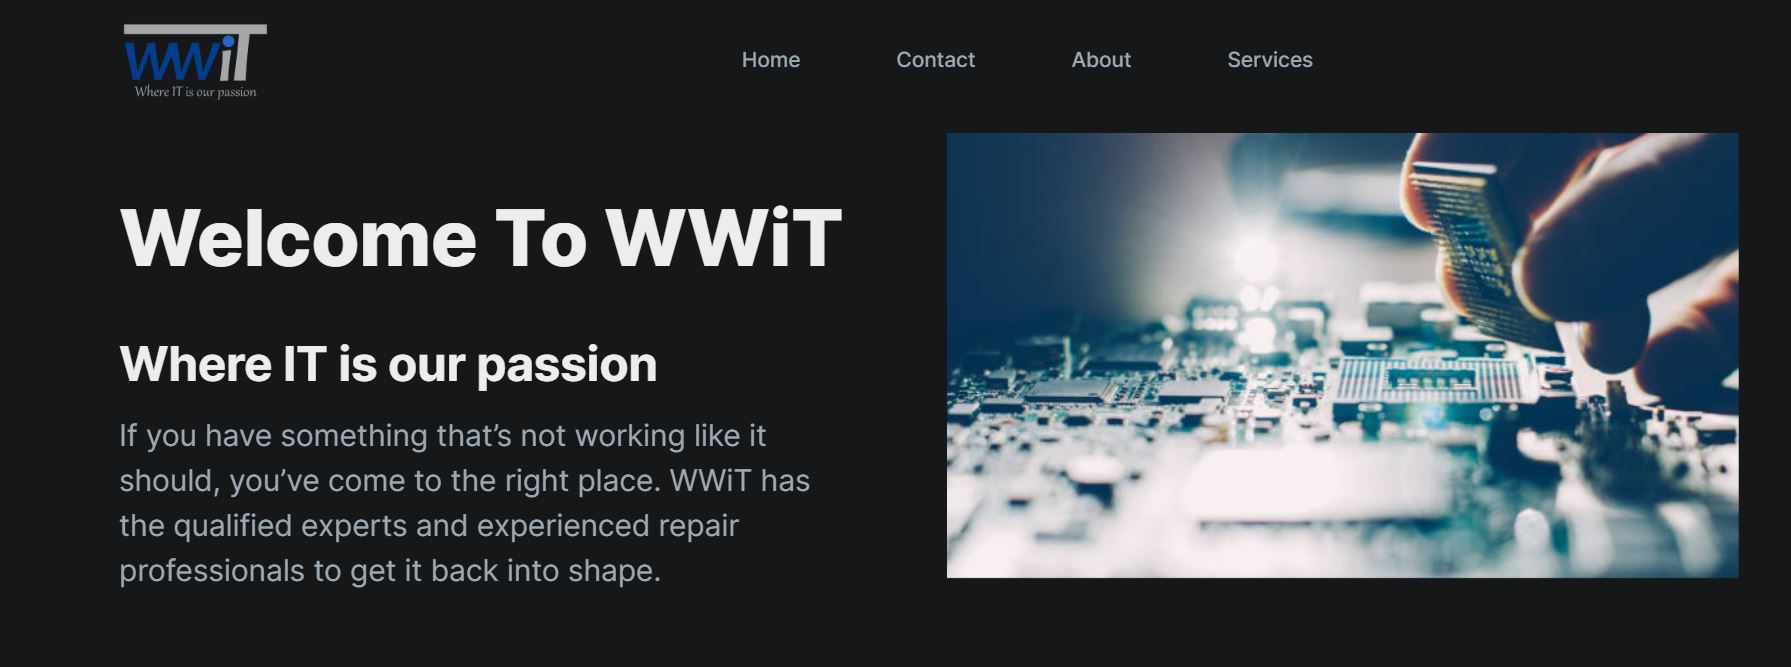 WWiT
Where IT is our passion
Home
Contact
About
Services
Welcome To WWiT
Where IT is our passion
If you have something that’s not working like it
should, you’ve come to the right place. WWiT has
the qualified experts and experienced repair
professionals to get it back into shape.